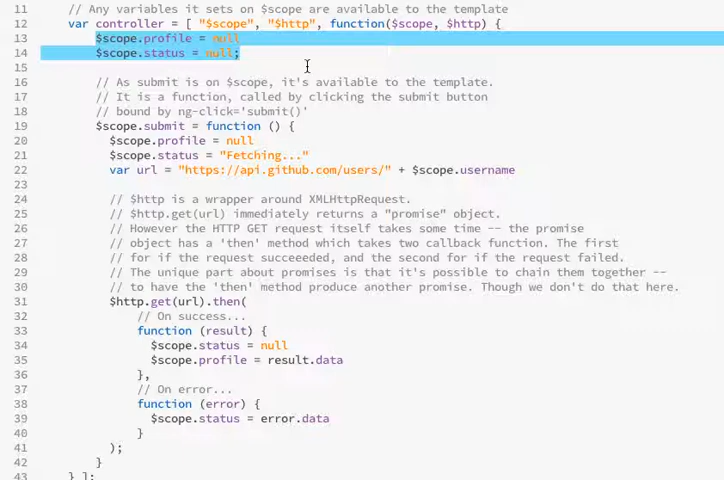 11 // Any variables it sets on $scope are available to the template
12 var controller = [ "$scope", "$http", function($scope, $http) {
13 $scope.profile = null
14 $scope.status = null;
15
16 // As submit is on $scope, it's available to the template.
17 // It is a function, called by clicking the submit button
18 // bound by ng-click='submit()'
19 $scope.submit = function () {
20 $scope.profile = null
21 $scope.status = "Fetching..."
22 var url = "https://api.github.com/users/" + $scope.username
23
24 // $http is a wrapper around XMLHttpRequest.
25 // $http.get(url) immediately returns a "promise" object.
26 // However the HTTP GET request itself takes some time -- the promise
27 // object has a 'then' method which takes two callback function. The first
28 // for if the request succeeeded, and the second for if the request failed.
29 // The unique part about promises is that it's possible to chain them together --
30 // to have the 'then' method produce another promise. Though we don't do that here.
31 $http.get(url).then(
32 // On success...
33 function (result) {
34 $scope.status = null
35 $scope.profile = result.data
36 },
37 // On error...
38 function (error) {
39 $scope.status = error.data
40 }
41 );
42 }
43 } ];